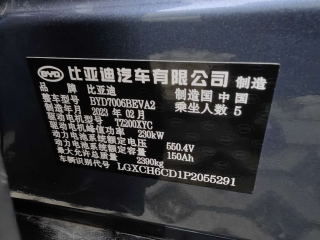 BYD 比亚迪汽车有限公司 制造
品牌 比亚迪 制造国 中国
整车型号 BYD7006BEVA2 乘坐人数 5
制造年月 2023 年 02月
驱动电机型号 TZ200XYC
驱动电机峰值功率 230kW
动力电池系统额定电压 550.4V
动力电池系统额定容量 150Ah
最大允许总质量 2390kg
车辆识别代号 LGXCH6CD1P2055291